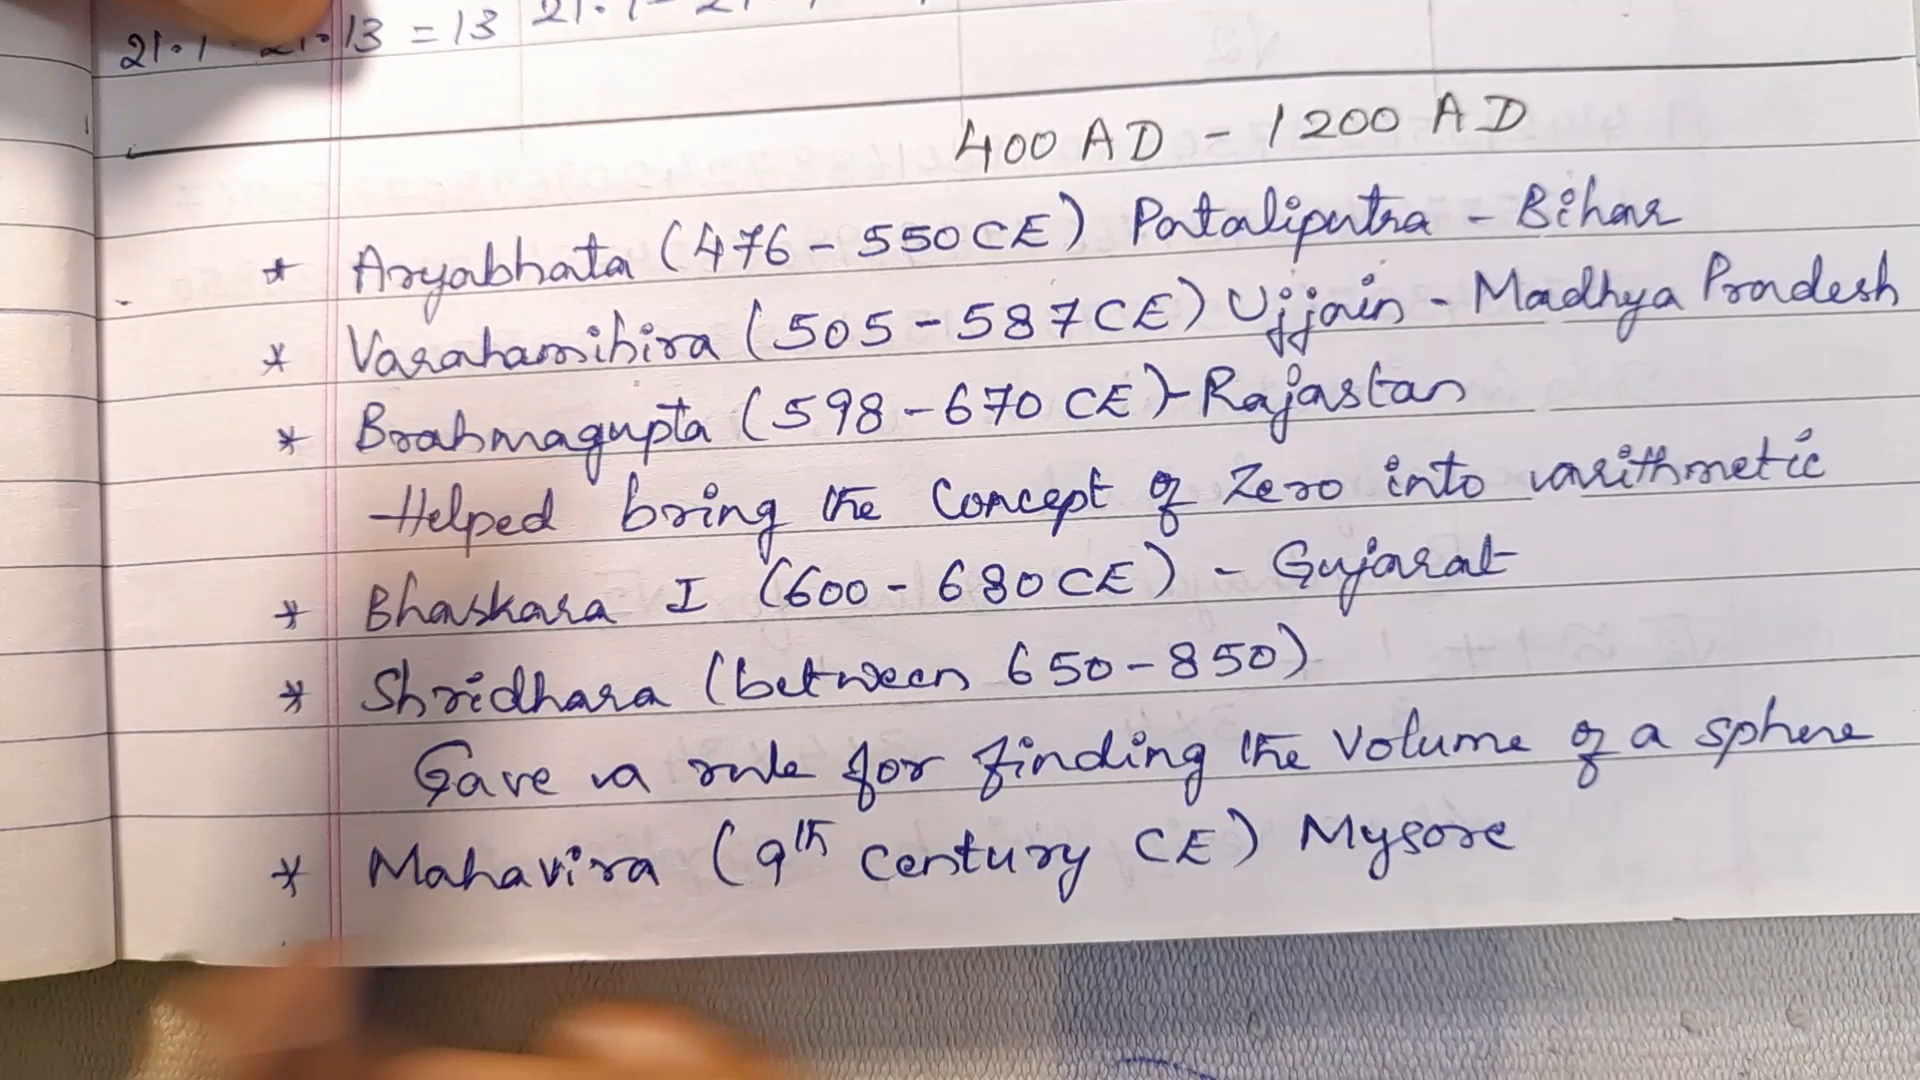 13 = 13
400 AD - 1200 AD
* Aryabhata (476 - 550 CE) Pataliputra - Bihar
* Varahamihira (505 - 587 CE) Ujjain - Madhya Pradesh
* Brahmagupta (598 - 670 CE) - Rajastan
- Helped bring the Concept of Zero into arithmetic
* Bhaskara I (600 - 680 CE) - Gujarat
* Shridhara (between 650 - 850)
Gave a rule for finding the Volume of a sphere
* Mahavira (9th Century CE) Mysore